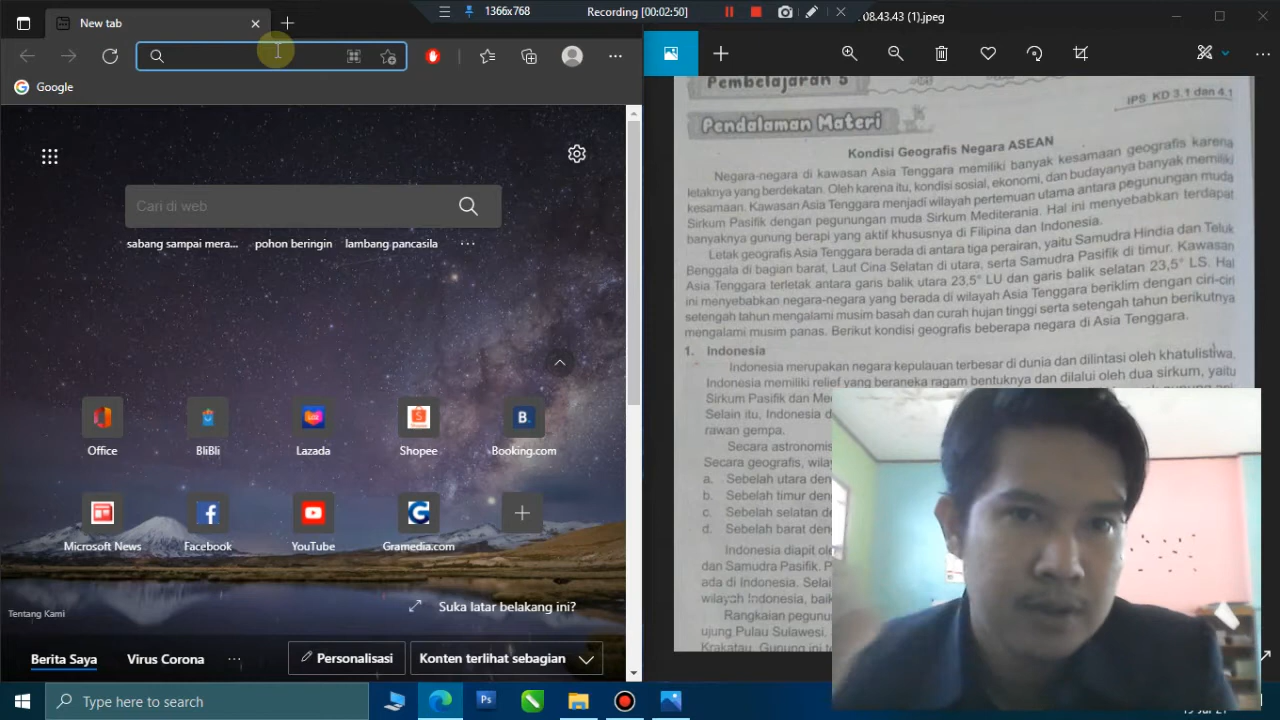 New tab
1366x768
Recording [00:02:50]
08.43.43 (1).jpeg
Google
Cari di web
sabang sampai mera...
pohon beringin
lambang pancasila
Office
BliBli
Lazada
Shopee
Booking.com
Microsoft News
Facebook
YouTube
Gramedia.com
Tentang Kami
Suka latar belakang ini?
Berita Saya
Virus Corona
Personalisasi
Konten terlihat sebagian
Type here to search
Pembelajaran 5
IPS KD 3.1 dan 4.1
Pendalaman Materi
Kondisi Geografis Negara ASEAN
Negara-negara di kawasan Asia Tenggara memiliki banyak kesamaan geografis karena
letaknya yang berdekatan. Oleh karena itu, kondisi sosial, ekonomi, dan budayanya banyak memiliki
kesamaan. Kawasan Asia Tenggara menjadi wilayah pertemuan utama antara pegunungan muda
Sirkum Pasifik dengan pegunungan muda Sirkum Mediterania. Hal ini menyebabkan terdapat
banyaknya gunung berapi yang aktif khususnya di Filipina dan Indonesia.
Letak geografis Asia Tenggara berada di antara tiga perairan, yaitu Samudra Hindia dan Teluk
Benggala di bagian barat, Laut Cina Selatan di utara, serta Samudra Pasifik di timur. Kawasan
Asia Tenggara terletak antara garis balik utara 23,5° LU dan garis balik selatan 23,5° LS. Hal
ini menyebabkan negara-negara yang berada di wilayah Asia Tenggara beriklim dengan ciri-ciri
setengah tahun mengalami musim basah dan curah hujan tinggi serta setengah tahun berikutnya
mengalami musim panas. Berikut kondisi geografis beberapa negara di Asia Tenggara.
1. Indonesia
Indonesia merupakan negara kepulauan terbesar di dunia dan dilintasi oleh khatulistiwa.
Indonesia memiliki relief yang beraneka ragam bentuknya dan dilalui oleh dua sirkum, yaitu
Sirkum Pasifik dan Me
Selain itu, Indonesia d
rawan gempa.
Secara astronomis
Secara geografis, wila
a. Sebelah utara den
b. Sebelah timur den
c. Sebelah selatan de
d. Sebelah barat den
Indonesia diapit ole
dan Samudra Pasifik. P
ada di Indonesia. Selai
wilayah Indonesia, baik
Rangkaian pegunu
ujung Pulau Sulawesi.
Krakatau. Gunung ini t